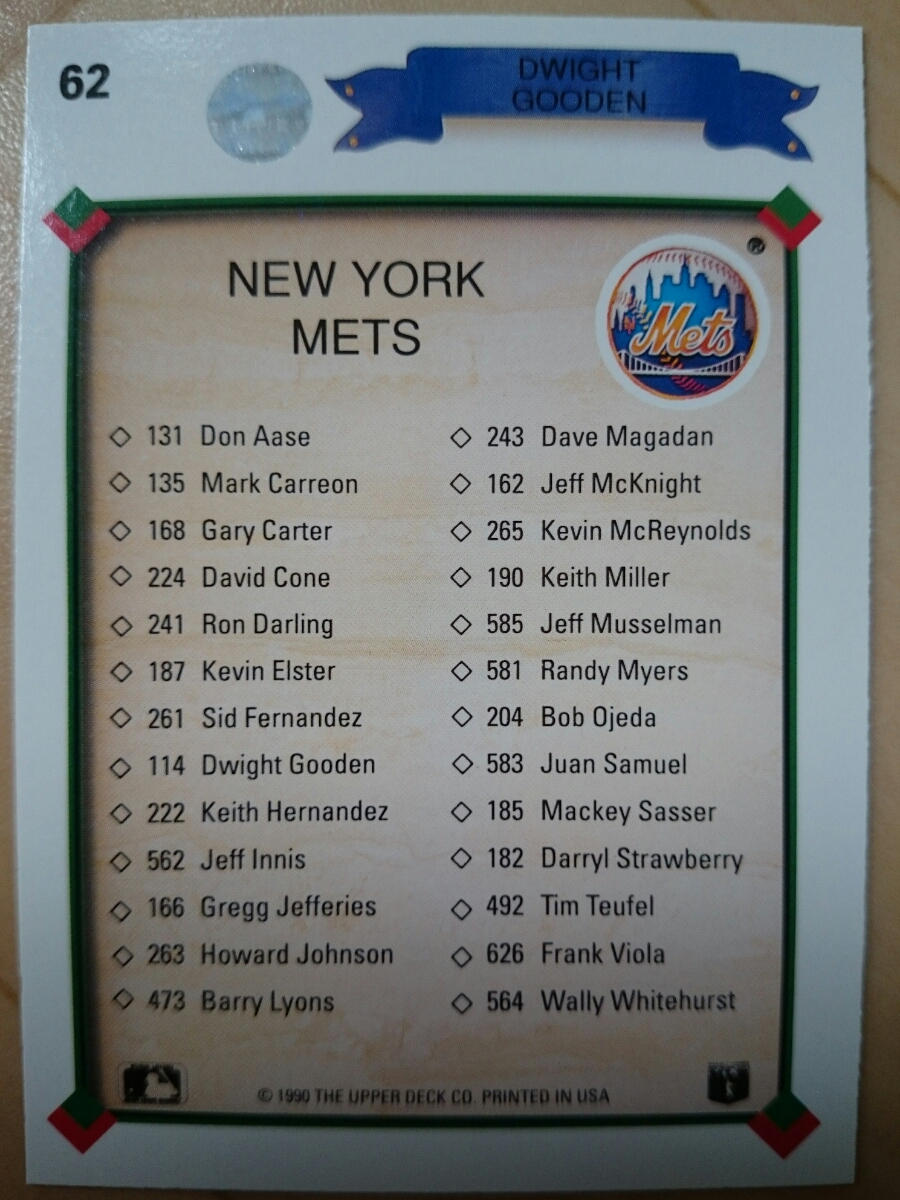 62
DWIGHT
GOODEN
NEW YORK
METS
®
Mets
◇ 131 Don Aase
◇ 135 Mark Carreon
◇ 168 Gary Carter
◇ 224 David Cone
◇ 241 Ron Darling
◇ 187 Kevin Elster
◇ 261 Sid Fernandez
◇ 114 Dwight Gooden
◇ 222 Keith Hernandez
◇ 562 Jeff Innis
◇ 166 Gregg Jefferies
◇ 263 Howard Johnson
◇ 473 Barry Lyons
◇ 243 Dave Magadan
◇ 162 Jeff McKnight
◇ 265 Kevin McReynolds
◇ 190 Keith Miller
◇ 585 Jeff Musselman
◇ 581 Randy Myers
◇ 204 Bob Ojeda
◇ 583 Juan Samuel
◇ 185 Mackey Sasser
◇ 182 Darryl Strawberry
◇ 492 Tim Teufel
◇ 626 Frank Viola
◇ 564 Wally Whitehurst
© 1990 THE UPPER DECK CO. PRINTED IN USA